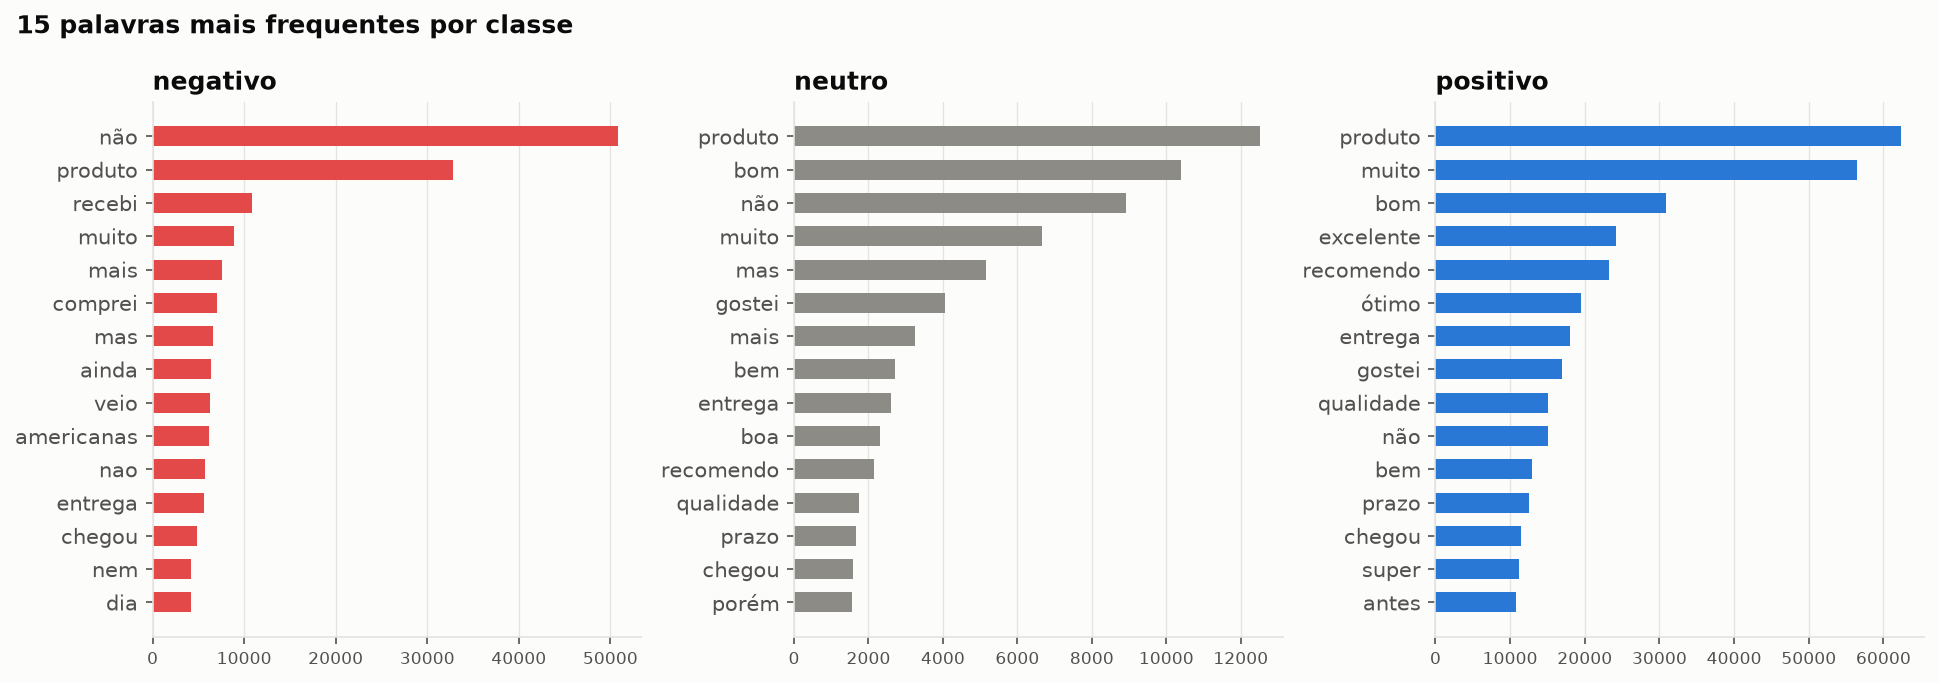 15 palavras mais frequentes por classe
negativo
não
produto
recebi
muito
mais
comprei
mas
ainda
veio
americanas
nao
entrega
chegou
nem
dia
0 10000 20000 30000 40000 50000
neutro
produto
bom
não
muito
mas
gostei
mais
bem
entrega
boa
recomendo
qualidade
prazo
chegou
porém
0 2000 4000 6000 8000 10000 12000
positivo
produto
muito
bom
excelente
recomendo
ótimo
entrega
gostei
qualidade
não
bem
prazo
chegou
super
antes
0 10000 20000 30000 40000 50000 60000